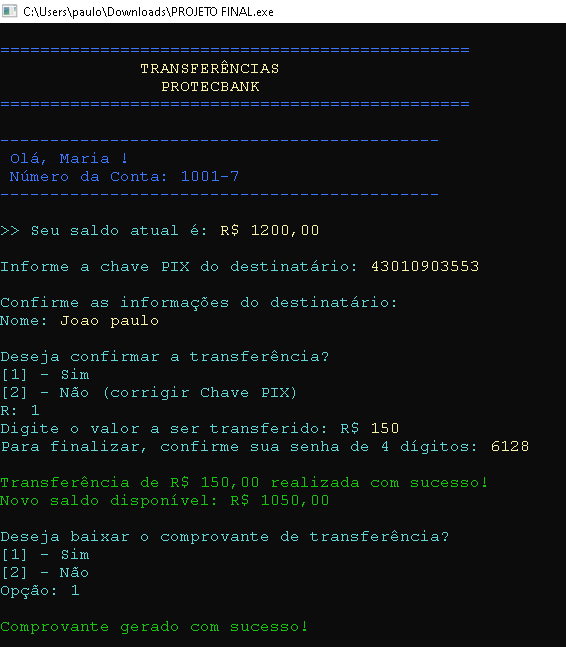 C:\Users\paulo\Downloads\PROJETO FINAL.exe
===============================================
TRANSFERÊNCIAS
PROTECBANK
===============================================
--------------------------------------------
Olá, Maria !
Número da Conta: 1001-7
--------------------------------------------
>> Seu saldo atual é: R$ 1200,00
Informe a chave PIX do destinatário: 43010903553
Confirme as informações do destinatário:
Nome: Joao paulo
Deseja confirmar a transferência?
[1] - Sim
[2] - Não (corrigir Chave PIX)
R: 1
Digite o valor a ser transferido: R$ 150
Para finalizar, confirme sua senha de 4 dígitos: 6128
Transferência de R$ 150,00 realizada com sucesso!
Novo saldo disponível: R$ 1050,00
Deseja baixar o comprovante de transferência?
[1] - Sim
[2] - Não
Opção: 1
Comprovante gerado com sucesso!